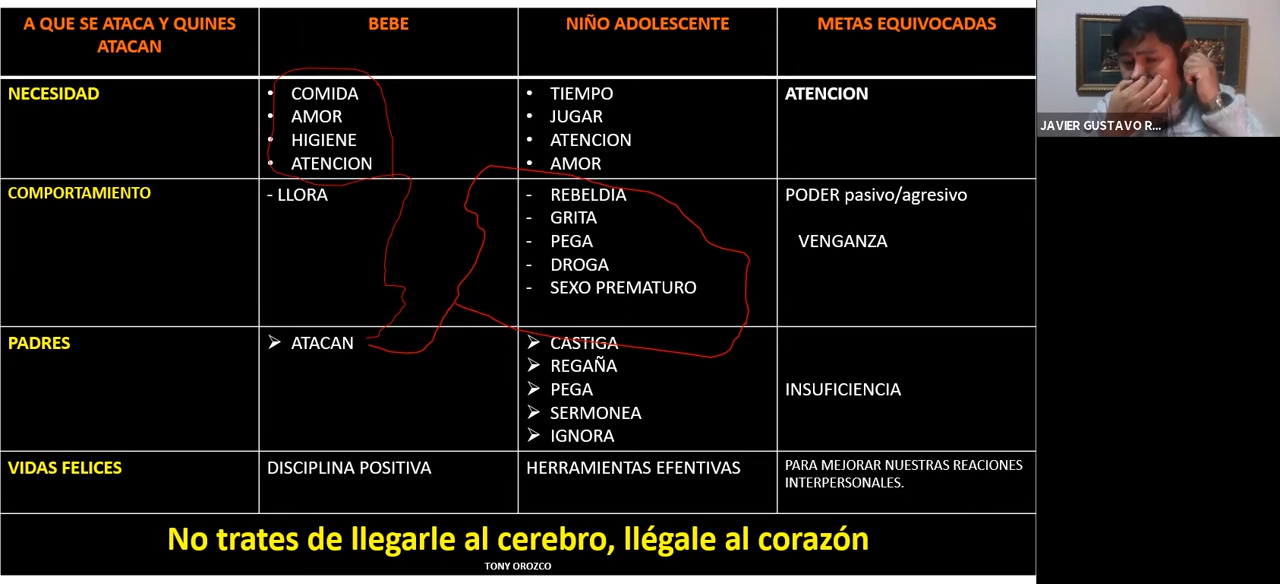 A QUE SE ATACA Y QUINES
ATACAN
BEBE
NIÑO ADOLESCENTE
METAS EQUIVOCADAS
NECESIDAD
• COMIDA
• AMOR
• HIGIENE
• ATENCION
• TIEMPO
• JUGAR
• ATENCION
• AMOR
ATENCION
COMPORTAMIENTO
- LLORA
- REBELDIA
- GRITA
- PEGA
- DROGA
- SEXO PREMATURO
PODER pasivo/agresivo
VENGANZA
PADRES
➢ ATACAN
➢ CASTIGA
➢ REGAÑA
➢ PEGA
➢ SERMONEA
➢ IGNORA
INSUFICIENCIA
VIDAS FELICES
DISCIPLINA POSITIVA
HERRAMIENTAS EFENTIVAS
PARA MEJORAR NUESTRAS REACIONES
INTERPERSONALES.
No trates de llegarle al cerebro, llégale al corazón
TONY OROZCO
JAVIER GUSTAVO R...